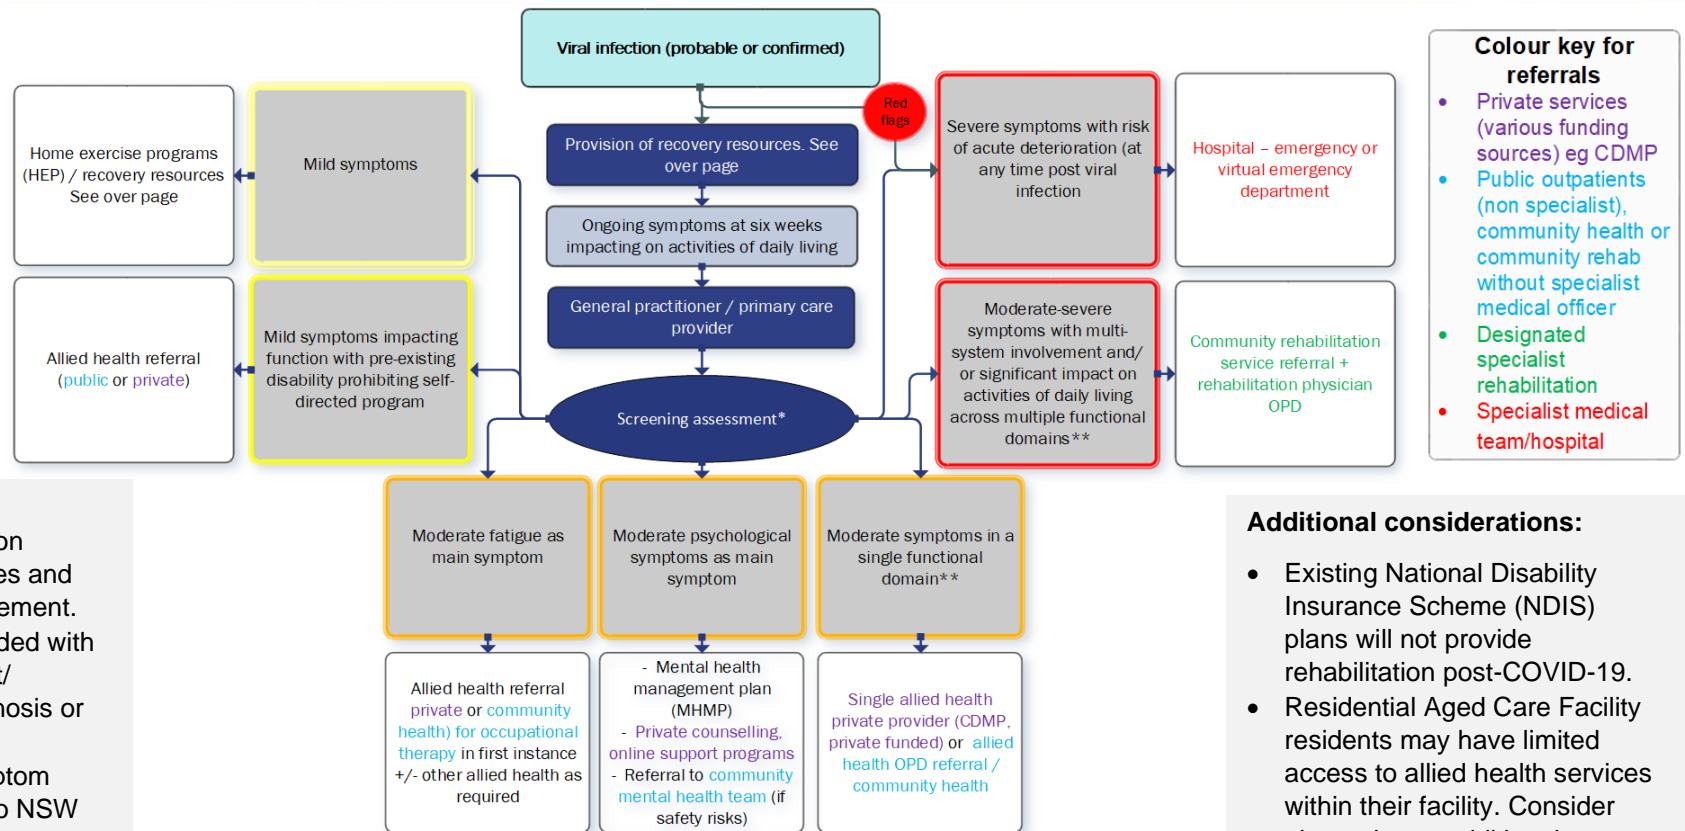 Viral infection (probable or confirmed)
Red
flags
Provision of recovery resources. See
over page
Ongoing symptoms at six weeks
impacting on activities of daily living
General practitioner / primary care
provider
Screening assessment*
Home exercise programs
(HEP) / recovery resources
See over page
Mild symptoms
Allied health referral
(public or private)
Mild symptoms impacting
function with pre-existing
disability prohibiting self-
directed program
Severe symptoms with risk
of acute deterioration (at
any time post viral
infection
Hospital – emergency or
virtual emergency
department
Moderate-severe
symptoms with multi-
system involvement and/
or significant impact on
activities of daily living
across multiple functional
domains**
Community rehabilitation
service referral +
rehabilitation physician
OPD
Colour key for
referrals
• Private services
(various funding
sources) eg CDMP
• Public outpatients
(non specialist),
community health or
community rehab
without specialist
medical officer
• Designated
specialist
rehabilitation
• Specialist medical
team/hospital
Moderate fatigue as
main symptom
Moderate psychological
symptoms as main
symptom
Moderate symptoms in a
single functional
domain**
Allied health referral
private or community
health) for occupational
therapy in first instance
+/- other allied health as
required
- Mental health
management plan
(MHMP)
- Private counselling,
online support programs
- Referral to community
mental health team (if
safety risks)
Single allied health
private provider (CDMP,
private funded) or allied
health OPD referral /
community health
on
es and
ement.
ded with
t/
nosis or
ptom
o NSW
Additional considerations:
• Existing National Disability
Insurance Scheme (NDIS)
plans will not provide
rehabilitation post-COVID-19.
• Residential Aged Care Facility
residents may have limited
access to allied health services
within their facility. Consider